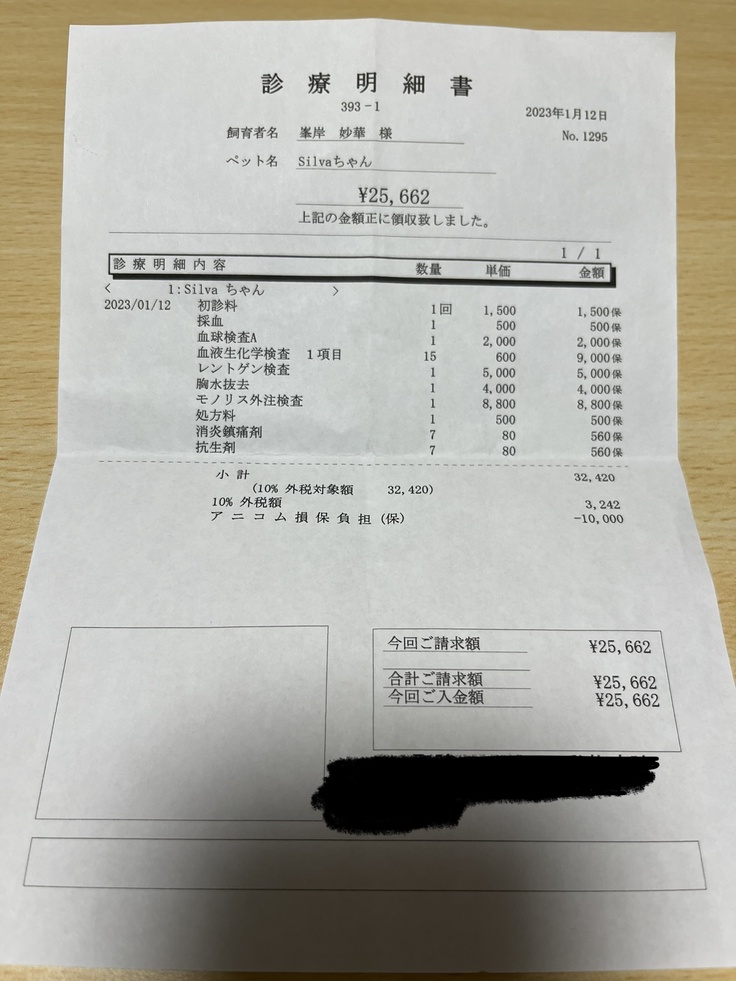 診療明細書
393-1
2023年1月12日
飼育者名 峯岸 妙華 様
No.1295
ペット名 Silvaちゃん
¥25,662
上記の金額正に領収致しました。
1 / 1
診療明細内容 数量 単価 金額
< 1:Silva ちゃん >
2023/01/12 初診料 1回 1,500 1,500保
採血 1 500 500保
血球検査A 1 2,000 2,000保
血液生化学検査 1項目 15 600 9,000保
レントゲン検査 1 5,000 5,000保
胸水抜去 1 4,000 4,000保
モノリス外注検査 1 8,800 8,800保
処方料 1 500 500保
消炎鎮痛剤 7 80 560保
抗生剤 7 80 560保
小計 32,420
(10% 外税対象額 32,420)
10% 外税額 3,242
アニコム損保負担(保) -10,000
今回ご請求額 ¥25,662
合計ご請求額 ¥25,662
今回ご入金額 ¥25,662